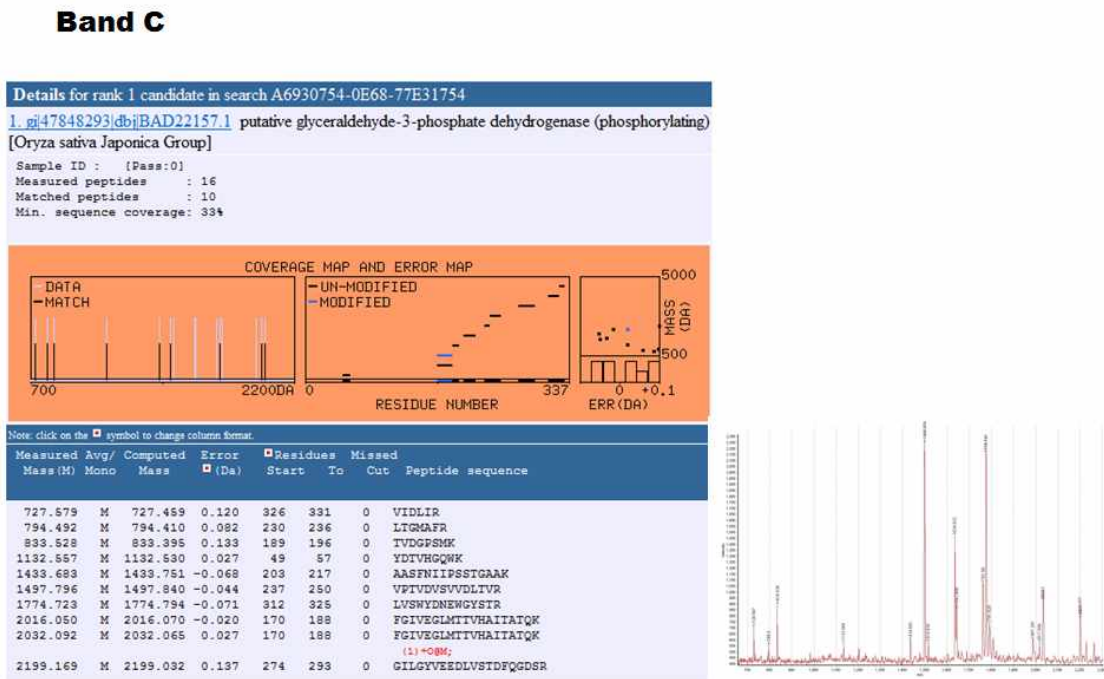 Band C
Details for rank 1 candidate in search A6930754-0E68-77E31754
1. gi|47848293|dbj|BAD22157.1 putative glyceraldehyde-3-phosphate dehydrogenase (phosphorylating)
[Oryza sativa Japonica Group]
Sample ID : [Pass:0]
Measured peptides : 16
Matched peptides : 10
Min. sequence coverage: 33%
COVERAGE MAP AND ERROR MAP
DATA
MATCH
UN-MODIFIED
MODIFIED
5000
MASS (DA)
500
700 2200DA 0 337 0 +0.1
RESIDUE NUMBER ERR(DA)
Note: click on the symbol to change column format.
Measured Avg/ Computed Error Residues Missed
Mass(M) Mono Mass (Da) Start To Cut Peptide sequence
727.579 M 727.459 0.120 326 331 0 VIDLIR
794.492 M 794.410 0.082 230 236 0 LTGMAFR
833.528 M 833.395 0.133 189 196 0 TVDGPSMK
1132.557 M 1132.530 0.027 49 57 0 YDTVHGQWK
1433.683 M 1433.751 -0.068 203 217 0 AASFNIIPSSTGAAK
1497.796 M 1497.840 -0.044 237 250 0 VPTVDVSVVDLTVR
1774.723 M 1774.794 -0.071 312 325 0 LVSWYDNEWGYSTR
2016.050 M 2016.070 -0.020 170 188 0 FGIVEGLMTTVHAITATQK
2032.092 M 2032.065 0.027 170 188 0 FGIVEGLMTTVHAITATQK
(1)+O@M;
2199.169 M 2199.032 0.137 274 293 0 GILGYVEEDLVSTDFQGDSR